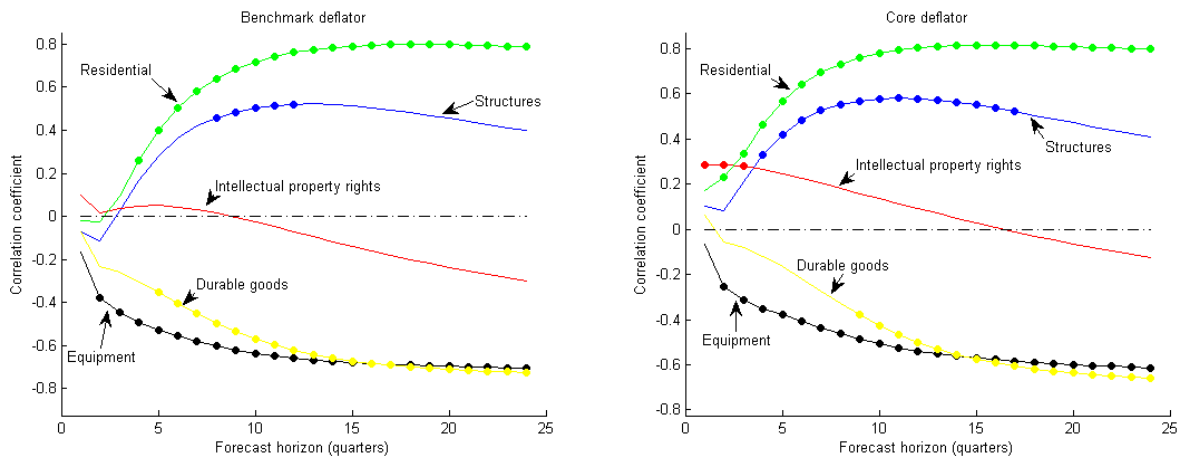 Benchmark deflator
0.8
0.6
0.4
0.2
0
-0.2
-0.4
-0.6
-0.8
Correlation coefficient
Residential
Structures
Intellectual property rights
Durable goods
Equipment
0 5 10 15 20 25
Forecast horizon (quarters)
Core deflator
0.8
0.6
0.4
0.2
0
-0.2
-0.4
-0.6
-0.8
Correlation coefficient
Residential
Structures
Intellectual property rights
Durable goods
Equipment
0 5 10 15 20 25
Forecast horizon (quarters)